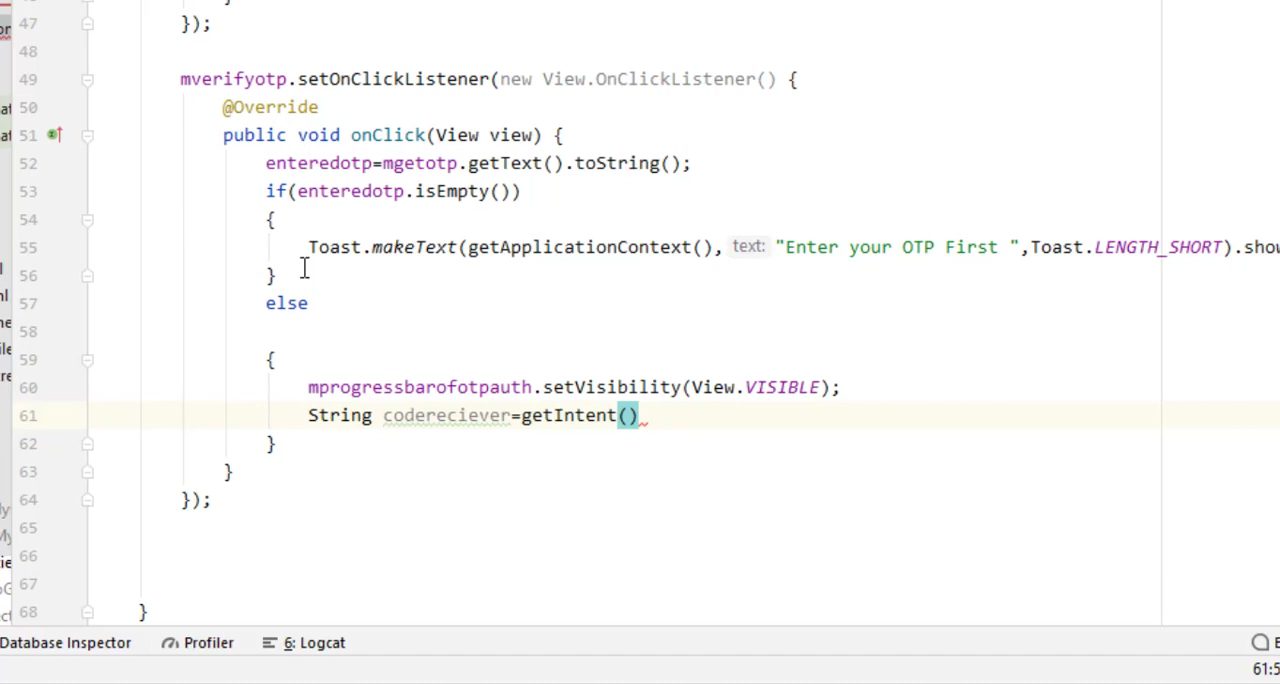 47 });
48
49 mverifyotp.setOnClickListener(new View.OnClickListener() {
50 @Override
51 public void onClick(View view) {
52 enteredotp=mgetotp.getText().toString();
53 if(enteredotp.isEmpty())
54 {
55 Toast.makeText(getApplicationContext(), text: "Enter your OTP First ",Toast.LENGTH_SHORT).show
56 }
57 else
58
59 {
60 mprogressbarofotpauth.setVisibility(View.VISIBLE);
61 String codereciever=getIntent()
62 }
63 }
64 });
65
66
67
68 }
Database Inspector Profiler 6: Logcat
61:5